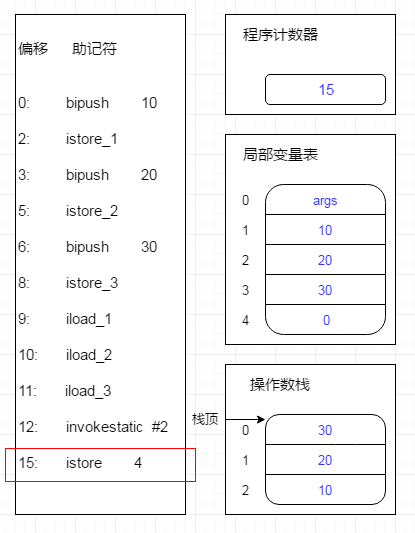 偏移 助记符
0: bipush 10
2: istore_1
3: bipush 20
5: istore_2
6: bipush 30
8: istore_3
9: iload_1
10: iload_2
11: iload_3
12: invokestatic #2
15: istore 4
程序计数器
15
局部变量表
0 args
1 10
2 20
3 30
4 0
操作数栈
栈顶
0 30
1 20
2 10